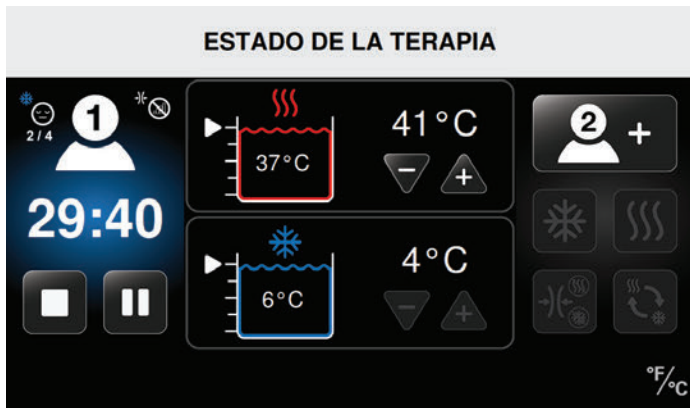 ESTADO DE LA TERAPIA
2/4
1
29:40
37°C
41°C
−
+
6°C
4°C
−
+
2 +
°F/°C